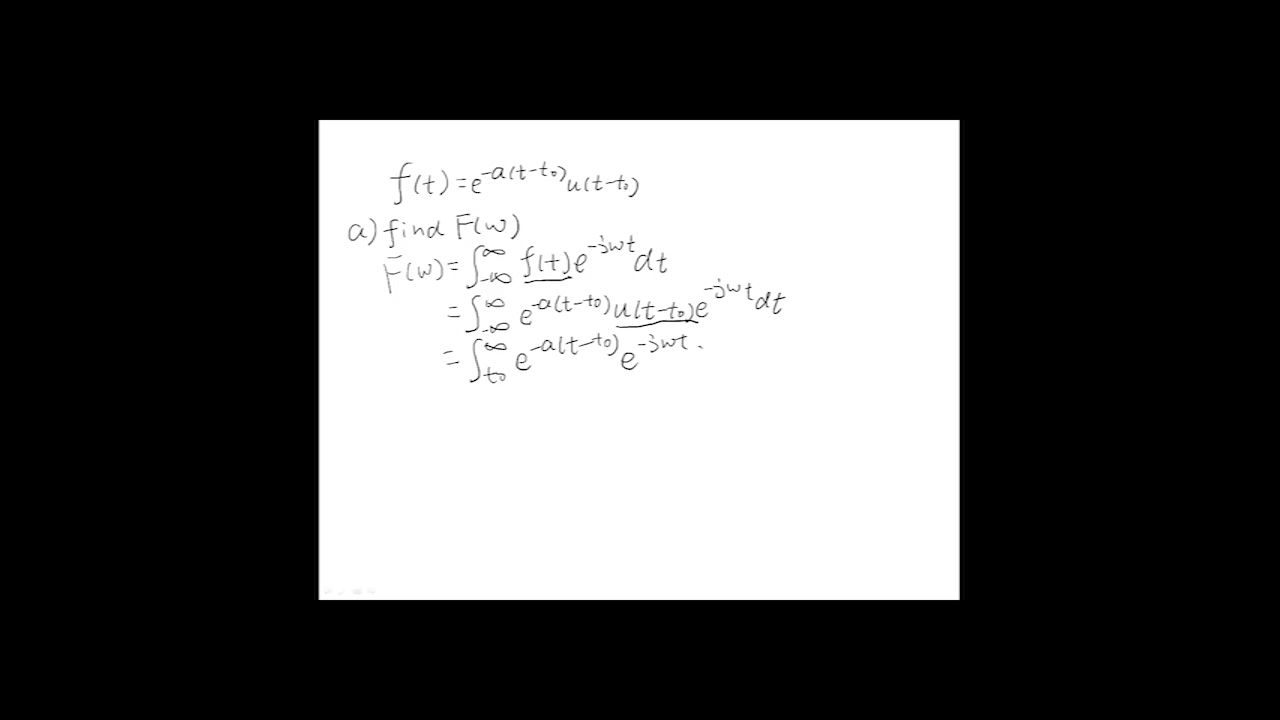 f(t)=e^{-a(t-t₀)}u(t-t₀)
a) find F(w)
F(w)=∫_{-∞}^{∞} f(t)e^{-jwt}dt
=∫_{-∞}^{∞} e^{-a(t-t₀)}u(t-t₀)e^{-jwt}dt
=∫_{t₀}^{∞} e^{-a(t-t₀)}e^{-jwt}.